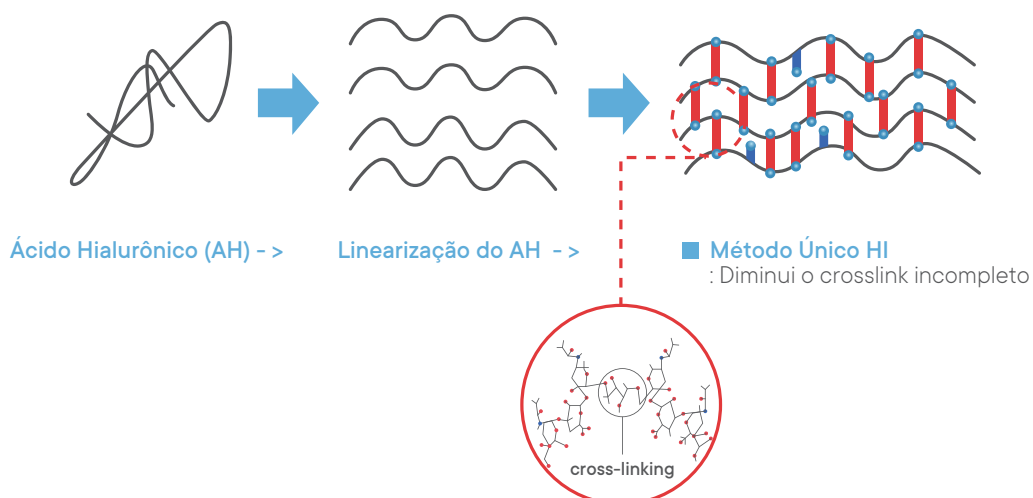 Ácido Hialurônico (AH) - >
Linearização do AH - >
Método Único HI
: Diminui o crosslink incompleto
cross-linking